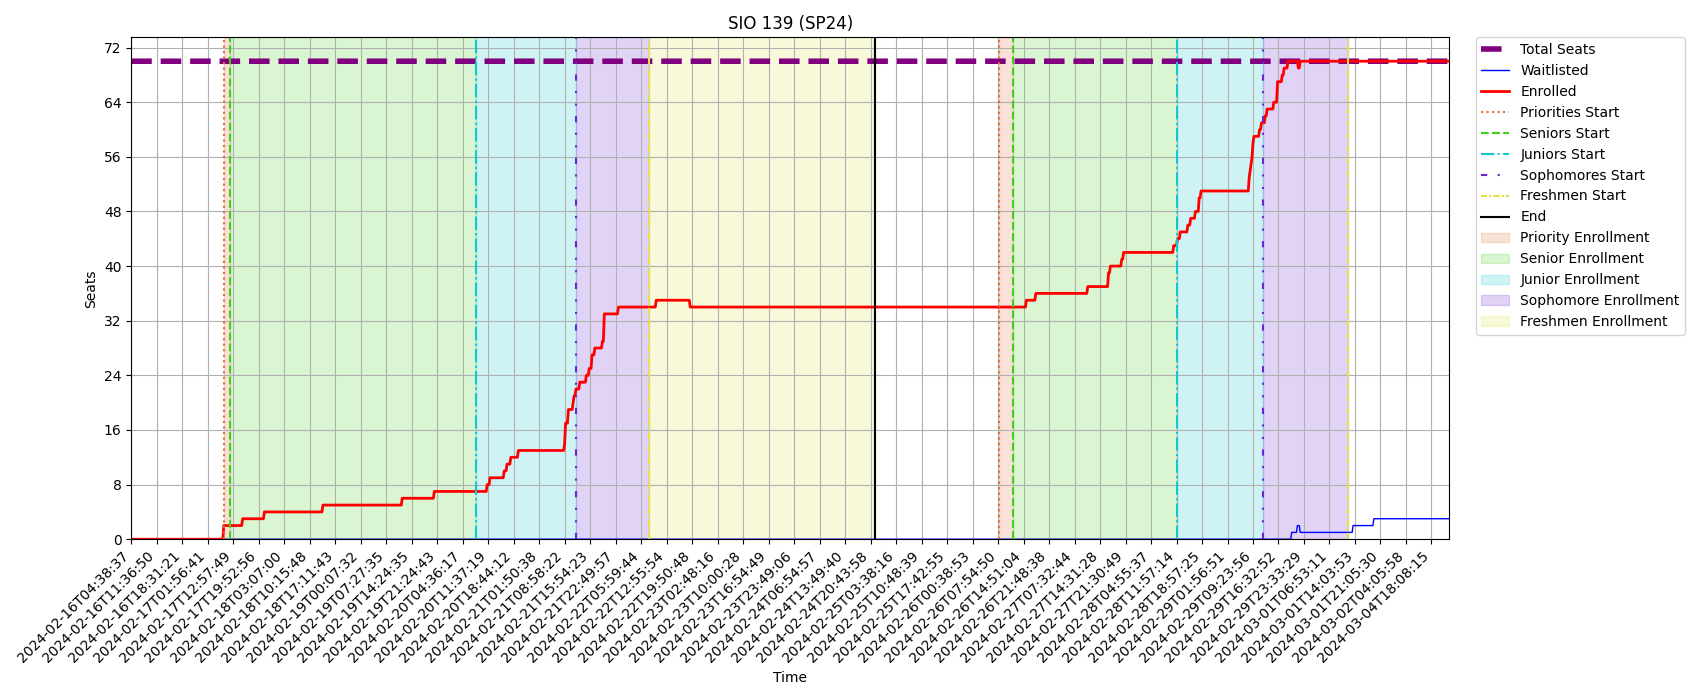 SIO 139 (SP24)
Seats
72
64
56
48
40
32
24
16
8
0
2024-02-16T04:38:37
2024-02-16T11:36:50
2024-02-16T18:31:21
2024-02-17T01:56:41
2024-02-17T12:57:49
2024-02-17T19:52:56
2024-02-18T03:07:00
2024-02-18T10:15:48
2024-02-18T17:11:43
2024-02-19T00:07:32
2024-02-19T07:27:35
2024-02-19T14:24:35
2024-02-19T21:24:43
2024-02-20T04:36:17
2024-02-20T11:37:19
2024-02-20T18:44:12
2024-02-21T01:50:38
2024-02-21T08:58:22
2024-02-21T15:54:23
2024-02-21T22:49:57
2024-02-22T05:59:44
2024-02-22T12:55:54
2024-02-22T19:50:48
2024-02-23T02:48:16
2024-02-23T10:00:28
2024-02-23T16:54:49
2024-02-23T23:49:06
2024-02-24T06:54:57
2024-02-24T13:49:40
2024-02-24T20:43:58
2024-02-25T03:38:16
2024-02-25T10:48:39
2024-02-25T17:42:55
2024-02-26T00:38:53
2024-02-26T07:54:50
2024-02-26T14:51:04
2024-02-26T21:48:38
2024-02-27T07:32:44
2024-02-27T14:31:28
2024-02-27T21:30:49
2024-02-28T04:55:37
2024-02-28T11:57:14
2024-02-28T18:57:25
2024-02-29T01:56:51
2024-02-29T09:23:56
2024-02-29T16:32:52
2024-02-29T23:33:29
2024-03-01T06:53:11
2024-03-01T14:03:53
2024-03-01T21:05:30
2024-03-02T04:05:58
2024-03-04T18:08:15
Time
Total Seats
Waitlisted
Enrolled
Priorities Start
Seniors Start
Juniors Start
Sophomores Start
Freshmen Start
End
Priority Enrollment
Senior Enrollment
Junior Enrollment
Sophomore Enrollment
Freshmen Enrollment